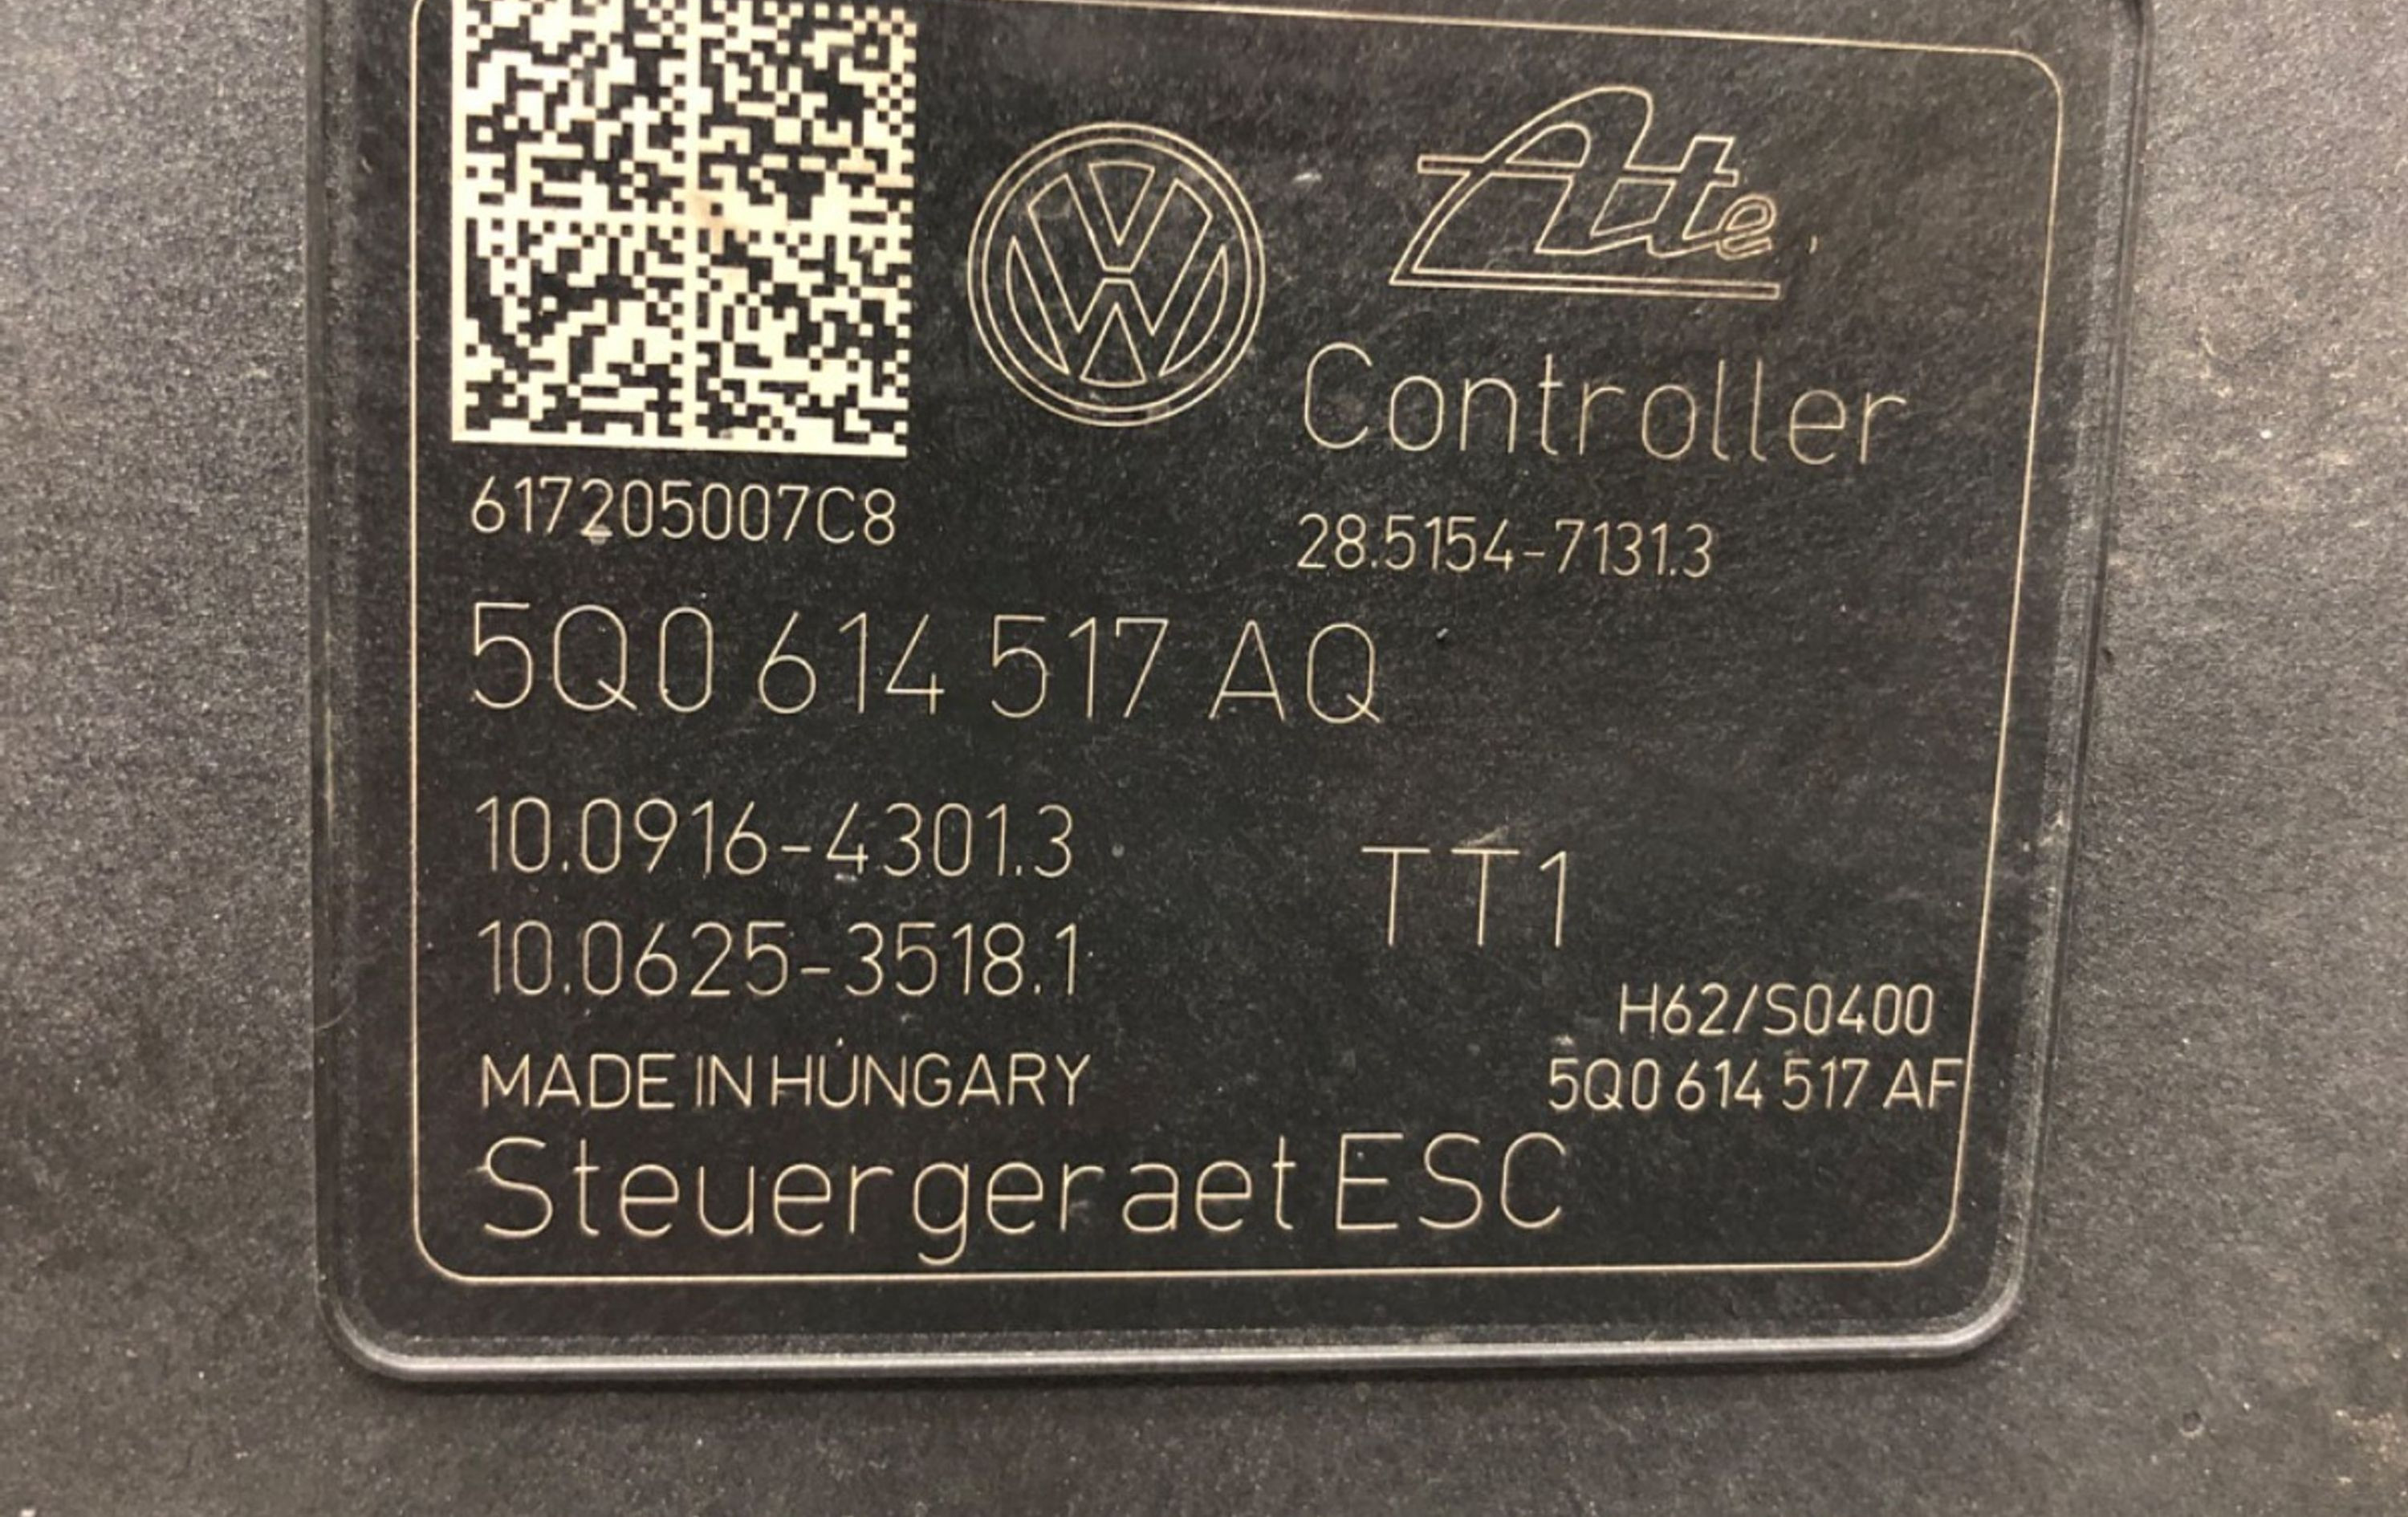 Ate
Controller
617205007C8
28.5154-7131.3
5Q0 614 517 AQ
10.0916-4301.3
TT1
10.0625-3518.1
H62/S0400
MADE IN HUNGARY
5Q0 614 517 AF
Steuergeraet ESC